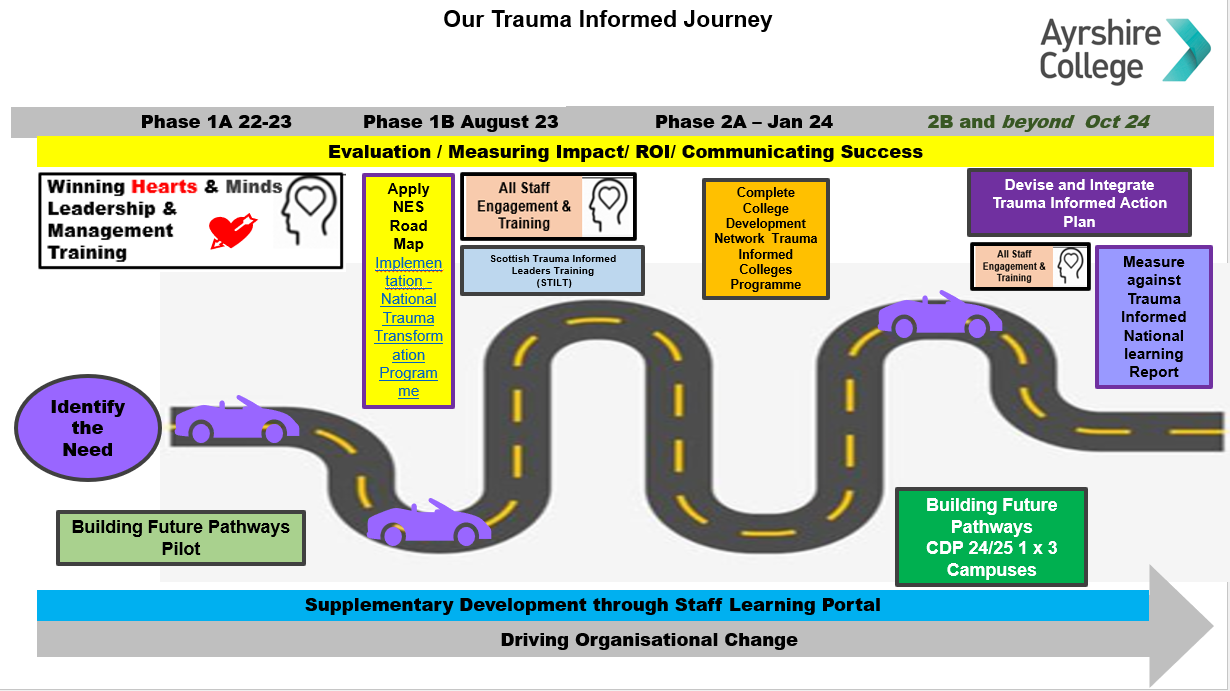 Our Trauma Informed Journey
Ayrshire
College
Phase 1A 22-23
Phase 1B August 23
Phase 2A – Jan 24
2B and beyond Oct 24
Evaluation / Measuring Impact/ ROI/ Communicating Success
Winning Hearts & Minds
Leadership &
Management
Training
Apply
NES
Road
Map
Implemen
tation -
National
Trauma
Transform
ation
Program
me
All Staff
Engagement &
Training
Scottish Trauma Informed
Leaders Training
(STILT)
Complete
College
Development
Network Trauma
Informed
Colleges
Programme
Devise and Integrate
Trauma Informed Action
Plan
All Staff
Engagement &
Training
Measure
against
Trauma
Informed
National
learning
Report
Identify
the
Need
Building Future Pathways
Pilot
Building Future
Pathways
CDP 24/25 1 x 3
Campuses
Supplementary Development through Staff Learning Portal
Driving Organisational Change